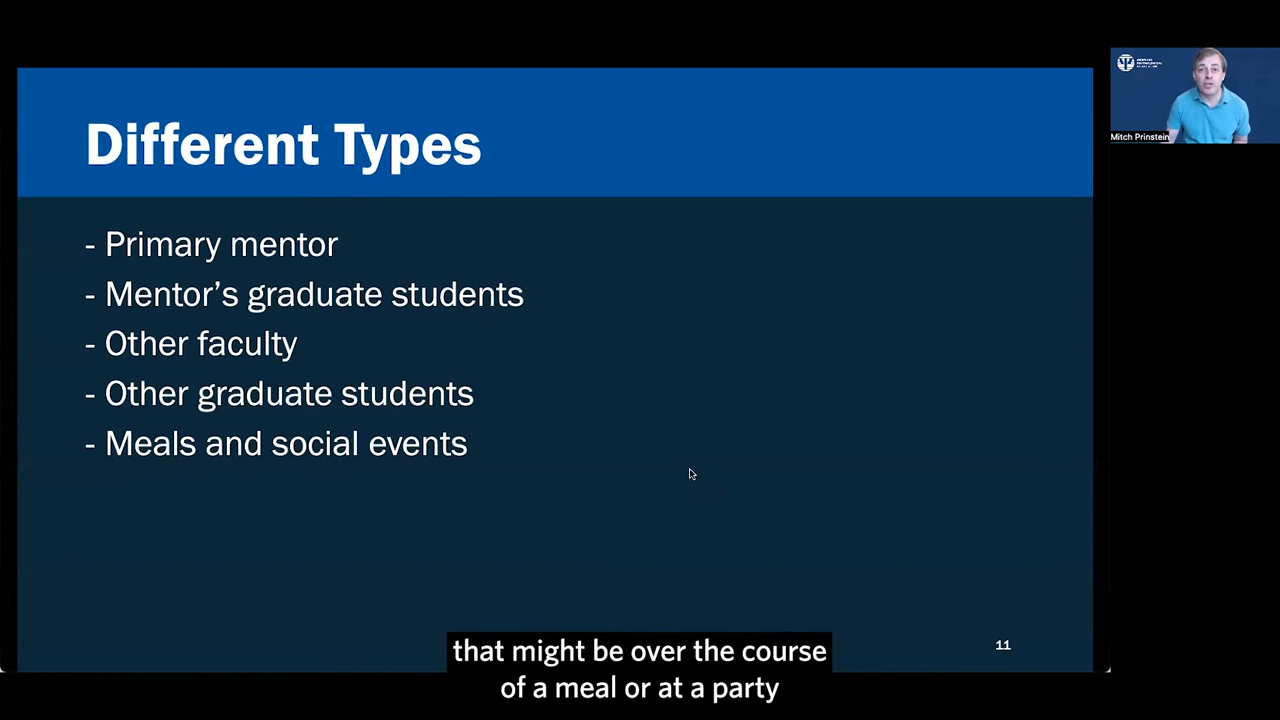 Different Types
- Primary mentor
- Mentor’s graduate students
- Other faculty
- Other graduate students
- Meals and social events
Mitch Prinstein
11
that might be over the course
of a meal or at a party